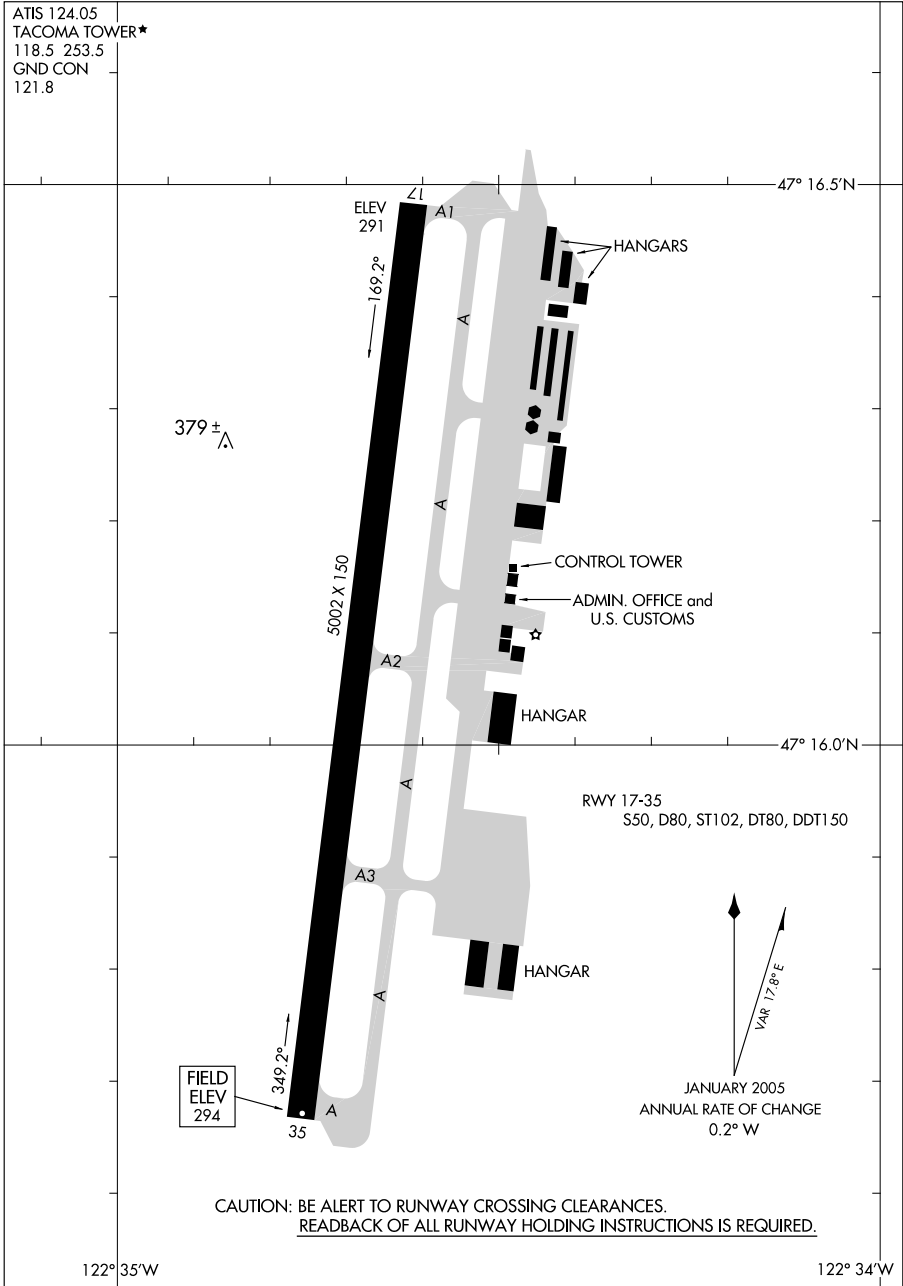 ATIS 124.05
TACOMA TOWER★
118.5 253.5
GND CON
121.8
47° 16.5'N
17
ELEV
291
A1
HANGARS
169.2°
A
379 ±
A
5002 X 150
CONTROL TOWER
ADMIN. OFFICE and
U.S. CUSTOMS
A2
HANGAR
47° 16.0'N
A
RWY 17-35
S50, D80, ST102, DT80, DDT150
A3
HANGAR
A
VAR 17.8° E
349.2°
FIELD
ELEV
294
A
35
JANUARY 2005
ANNUAL RATE OF CHANGE
0.2° W
CAUTION: BE ALERT TO RUNWAY CROSSING CLEARANCES.
READBACK OF ALL RUNWAY HOLDING INSTRUCTIONS IS REQUIRED.
122° 35'W
122° 34'W